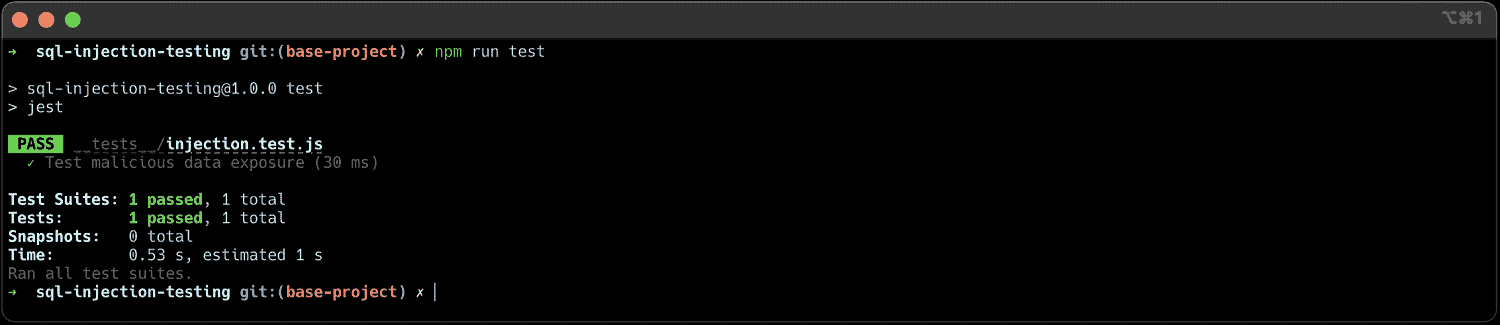 ⌥⌘1
➜ sql-injection-testing git:(base-project) ✗ npm run test
> sql-injection-testing@1.0.0 test
> jest
PASS __tests__/injection.test.js
✓ Test malicious data exposure (30 ms)
Test Suites: 1 passed, 1 total
Tests: 1 passed, 1 total
Snapshots: 0 total
Time: 0.53 s, estimated 1 s
Ran all test suites.
➜ sql-injection-testing git:(base-project) ✗